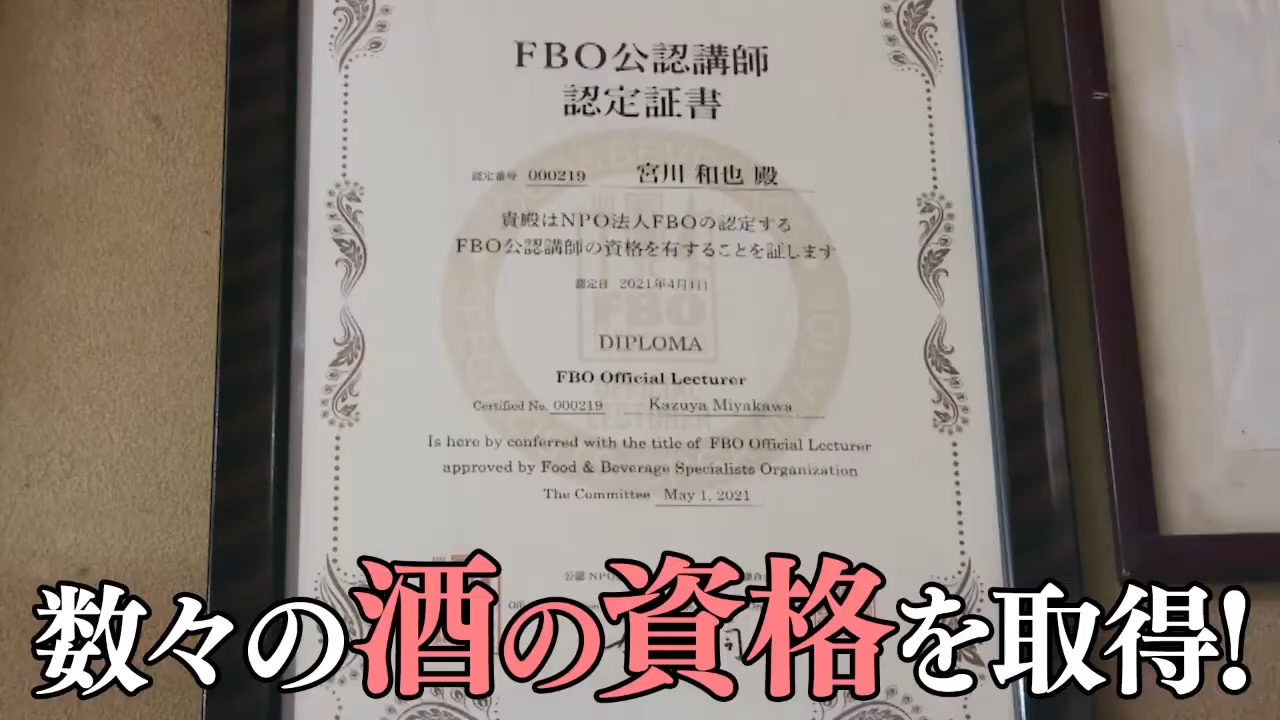 FBO公認講師
認定証書
認定番号 000219 宮川 和也 殿
貴殿はNPO法人FBOの認定する
FBO公認講師の資格を有することを証します
認定日 2021年4月1日
DIPLOMA
FBO Official Lecturer
Certified No. 000219 Kazuya Miyakawa
Is here by conferred with the title of FBO Official Lecturer
approved by Food & Beverage Specialists Organization
The Committee May 1, 2021
公認 NPO
数々の酒の資格を取得!